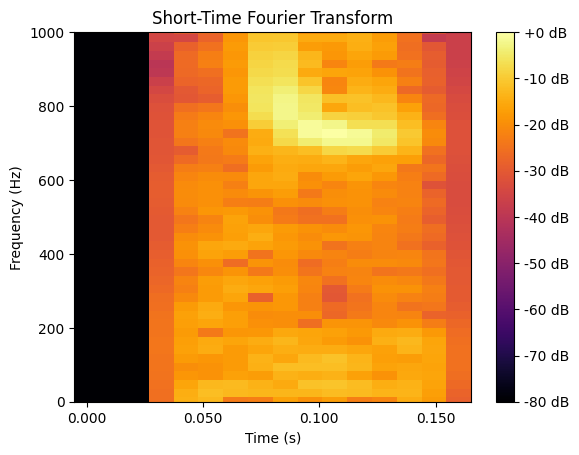 Short-Time Fourier Transform
1000
800
600
400
200
0
Frequency (Hz)
0.000
0.050
0.100
0.150
Time (s)
+0 dB
-10 dB
-20 dB
-30 dB
-40 dB
-50 dB
-60 dB
-70 dB
-80 dB